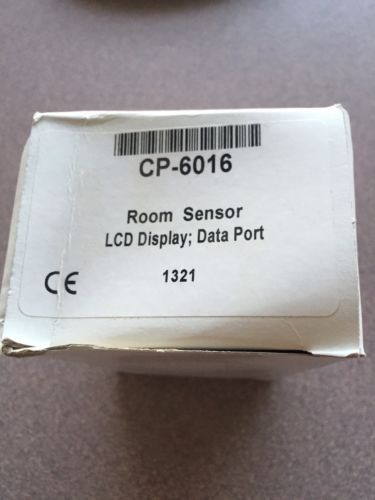 CP-6016
Room Sensor
LCD Display; Data Port
CE
1321